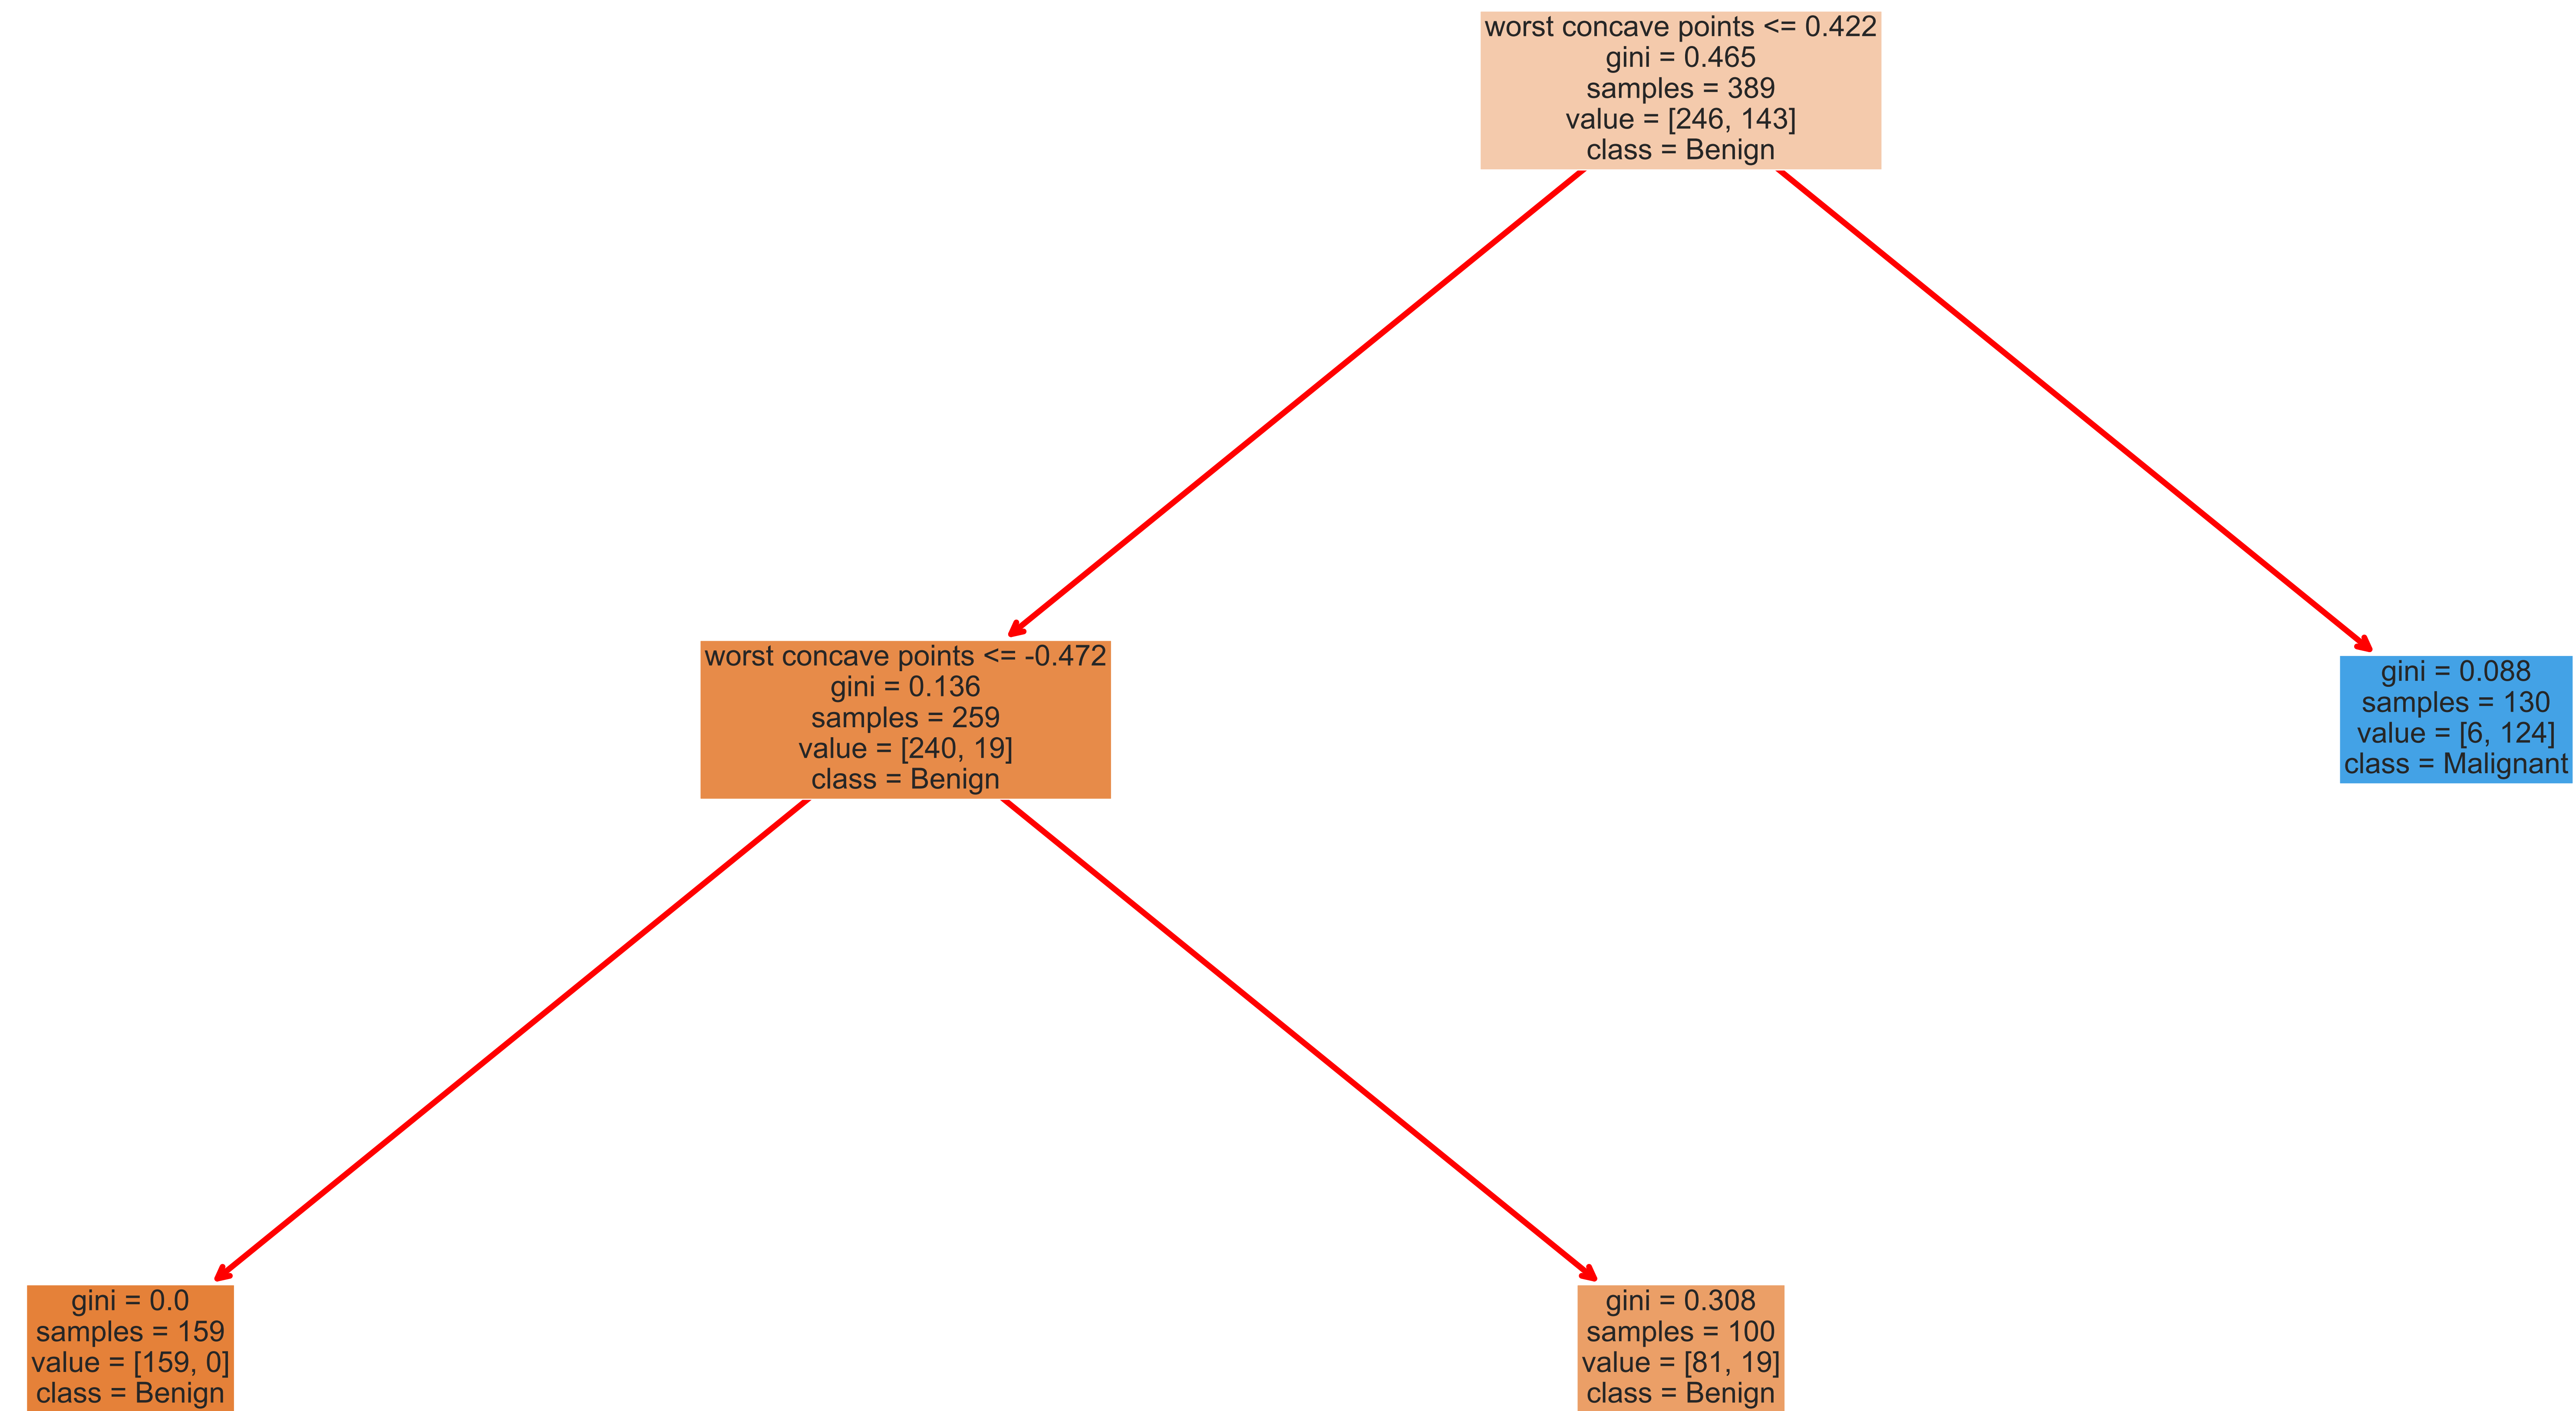 worst concave points <= 0.422
gini = 0.465
samples = 389
value = [246, 143]
class = Benign
worst concave points <= -0.472
gini = 0.136
samples = 259
value = [240, 19]
class = Benign
gini = 0.088
samples = 130
value = [6, 124]
class = Malignant
gini = 0.0
samples = 159
value = [159, 0]
class = Benign
gini = 0.308
samples = 100
value = [81, 19]
class = Benign